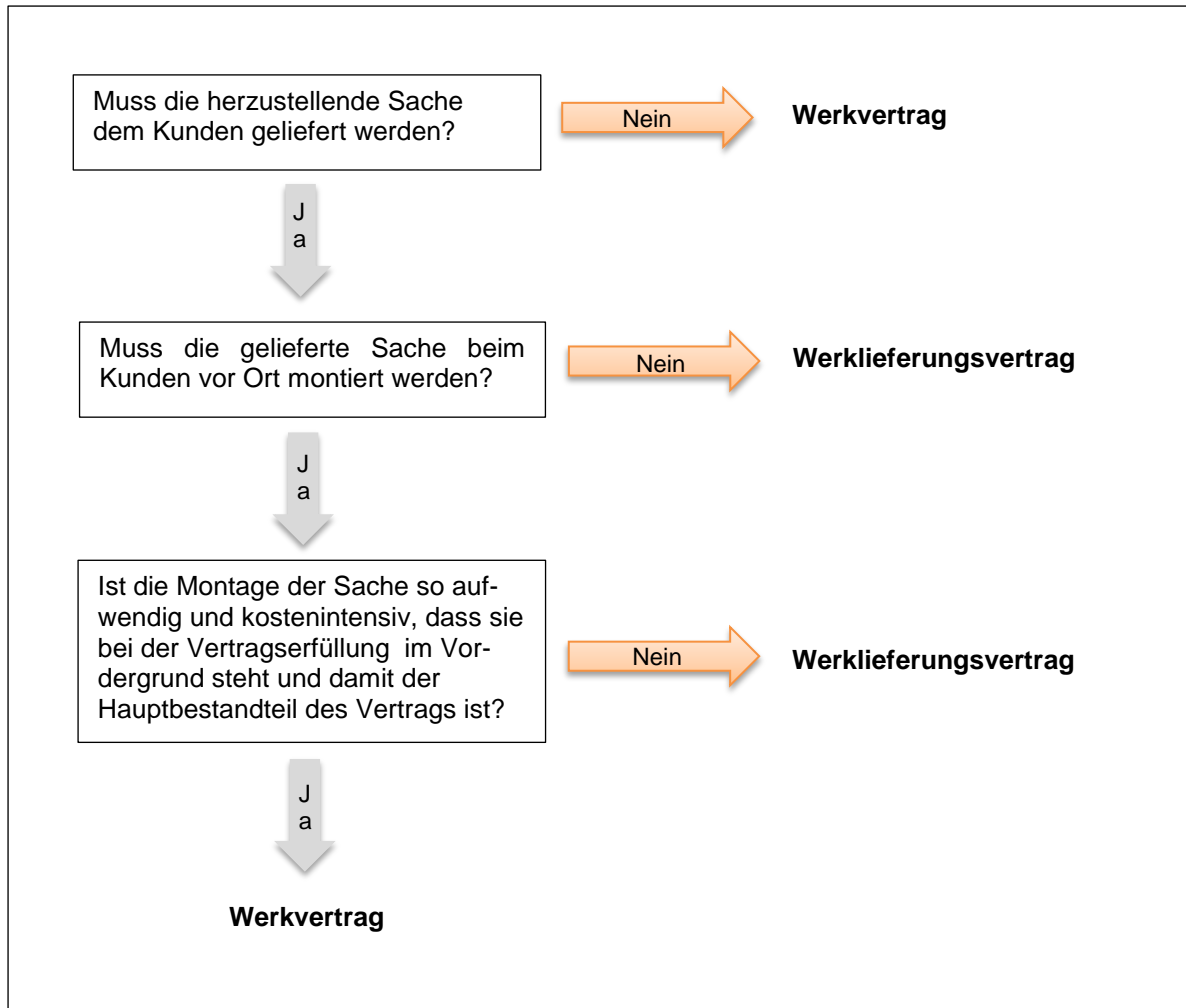 Muss die herzustellende Sache
dem Kunden geliefert werden?
Nein
Werkvertrag
J
a
Muss die gelieferte Sache beim
Kunden vor Ort montiert werden?
Nein
Werklieferungsvertrag
J
a
Ist die Montage der Sache so auf-
wendig und kostenintensiv, dass sie
bei der Vertragserfüllung im Vor-
dergrund steht und damit der
Hauptbestandteil des Vertrags ist?
Nein
Werklieferungsvertrag
J
a
Werkvertrag